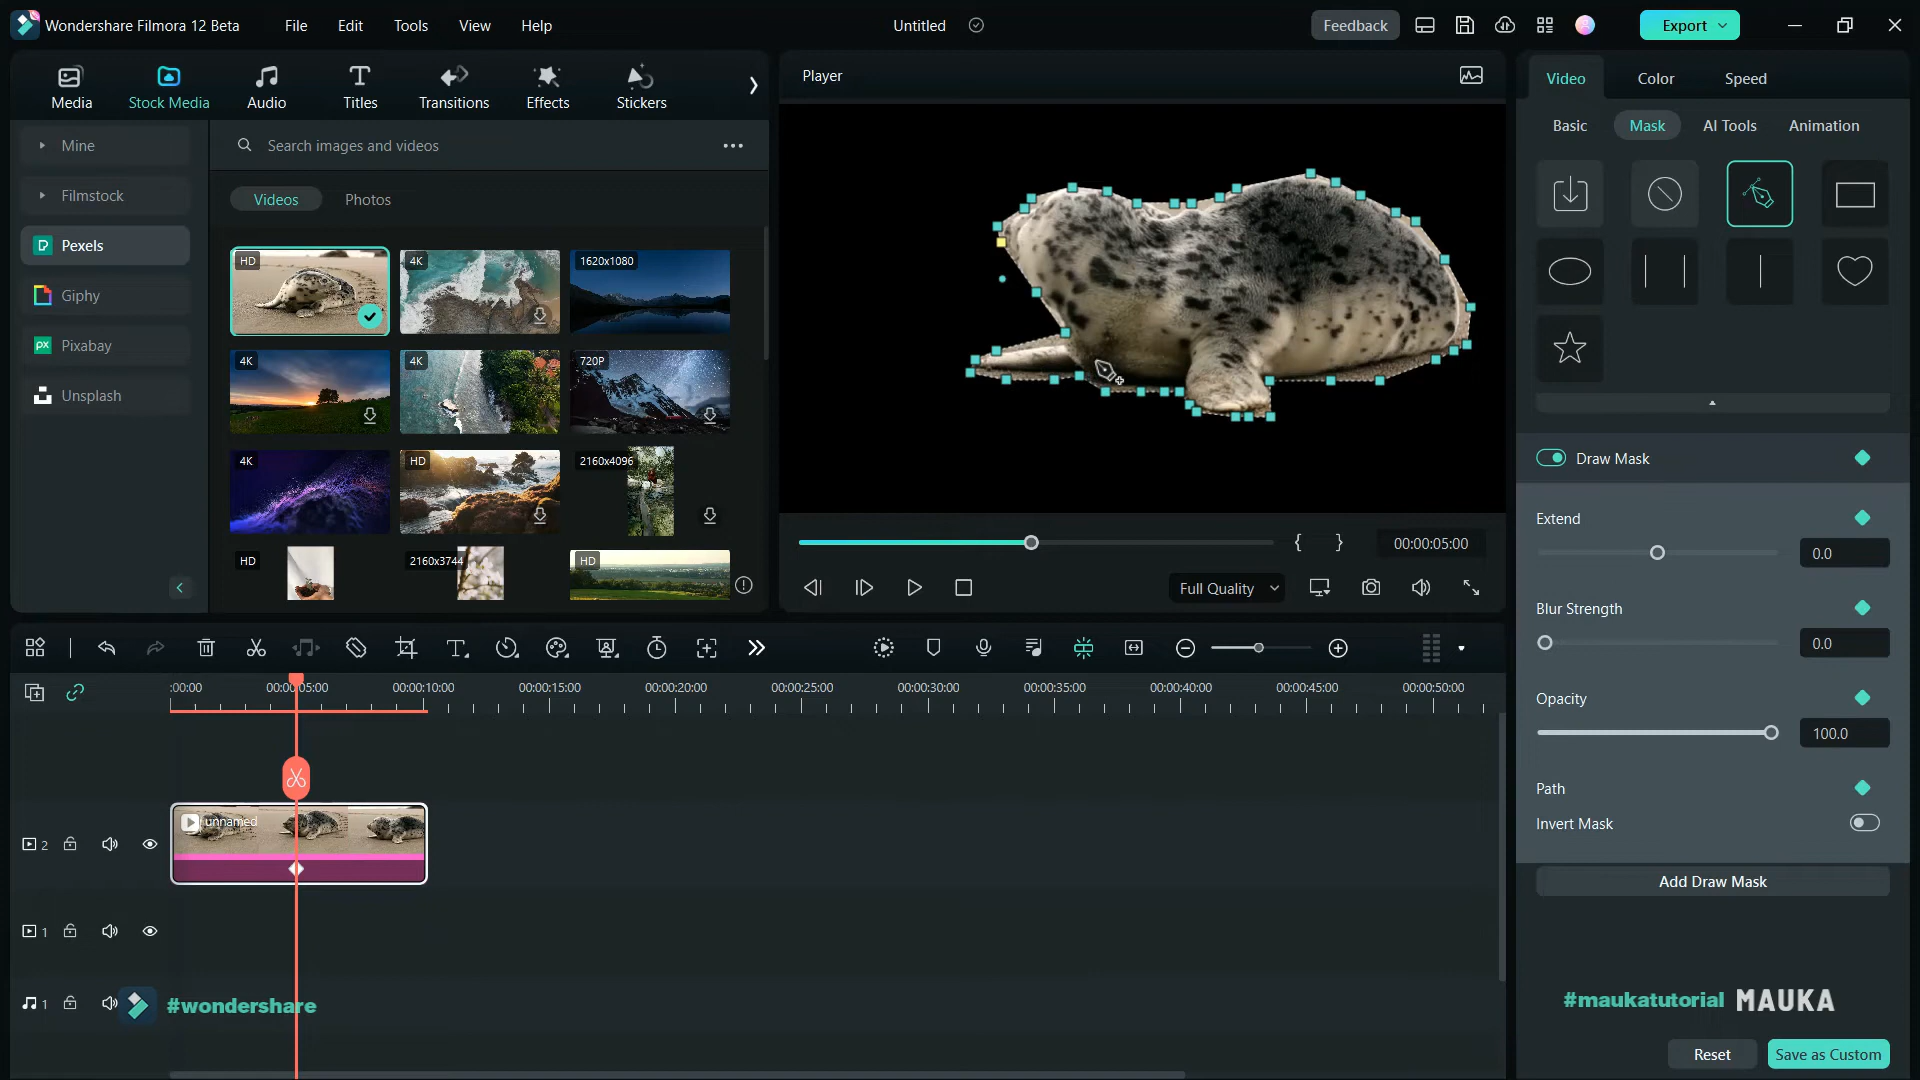 Wondershare Filmora 12 Beta
File
Edit
Tools
View
Help
Untitled
Feedback
Export
Media
Stock Media
Audio
Titles
Transitions
Effects
Stickers
Player
Video
Color
Speed
Mine
Filmstock
Pexels
Giphy
Pixabay
Unsplash
Search images and videos
Videos
Photos
HD
4K
1620x1080
4K
4K
720P
4K
HD
2160x4096
HD
2160x3744
HD
Basic
Mask
AI Tools
Animation
Draw Mask
Extend
0.0
Blur Strength
0.0
Opacity
100.0
Path
Invert Mask
Add Draw Mask
00:00:05:00
Full Quality
:00:00
00:00:05:00
00:00:10:00
00:00:15:00
00:00:20:00
00:00:25:00
00:00:30:00
00:00:35:00
00:00:40:00
00:00:45:00
00:00:50:00
unnamed
2
1
1
#wondershare
#maukatutorial MAUKA
Reset
Save as Custom